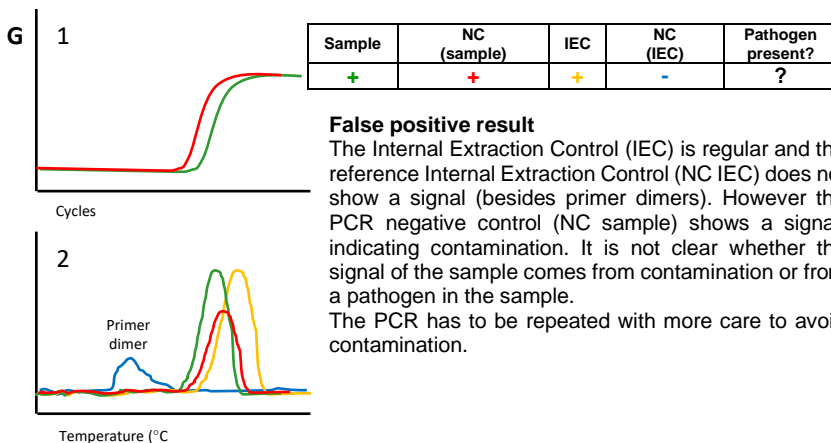 G
1
Sample NC (sample) IEC NC (IEC) Pathogen present?
+ + + - ?
Cycles
False positive result
The Internal Extraction Control (IEC) is regular and th
reference Internal Extraction Control (NC IEC) does no
show a signal (besides primer dimers). However th
PCR negative control (NC sample) shows a signa
indicating contamination. It is not clear whether th
signal of the sample comes from contamination or fron
a pathogen in the sample.
The PCR has to be repeated with more care to avoi
contamination.
2
Primer
dimer
Temperature (°C